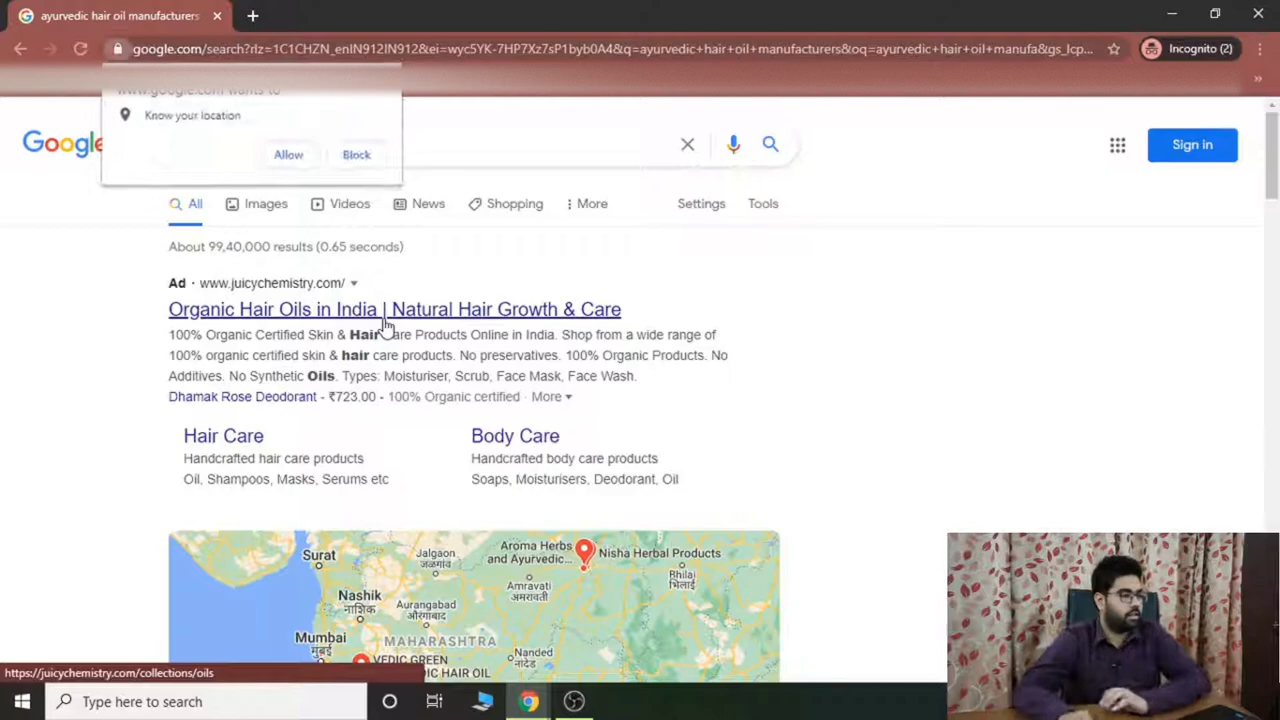 ayurvedic hair oil manufacturers
google.com/search?rlz=1C1CHZN_enIN912IN912&ei=wyc5YK-7HP7Xz7sP1byb0A4&q=ayurvedic+hair+oil+manufacturers&oq=ayurvedic+hair+oil+manufa&gs_lcp...
Incognito (2)
www.google.com wants to
Know your location
Allow
Block
Google
Sign in
All
Images
Videos
News
Shopping
More
Settings
Tools
About 99,40,000 results (0.65 seconds)
Ad · www.juicychemistry.com/
Organic Hair Oils in India | Natural Hair Growth & Care
100% Organic Certified Skin & Hair Care Products Online in India. Shop from a wide range of
100% organic certified skin & hair care products. No preservatives. 100% Organic Products. No
Additives. No Synthetic Oils. Types: Moisturiser, Scrub, Face Mask, Face Wash.
Dhamak Rose Deodorant - ₹723.00 - 100% Organic certified · More
Hair Care
Handcrafted hair care products
Oil, Shampoos, Masks, Serums etc
Body Care
Handcrafted body care products
Soaps, Moisturisers, Deodorant, Oil
Surat
Jalgaon
जळगाव
Aroma Herbs
and Ayurvedic...
Nisha Herbal Products
Amravati
अमरावती
Bhilai
भिलाई
Nashik
नाशिक
Aurangabad
औरंगाबाद
Mumbai
मुंबई
MAHARASHTRA
Nanded
नांदेड
VEDIC GREEN
HAIR OIL
https://juicychemistry.com/collections/oils
Type here to search